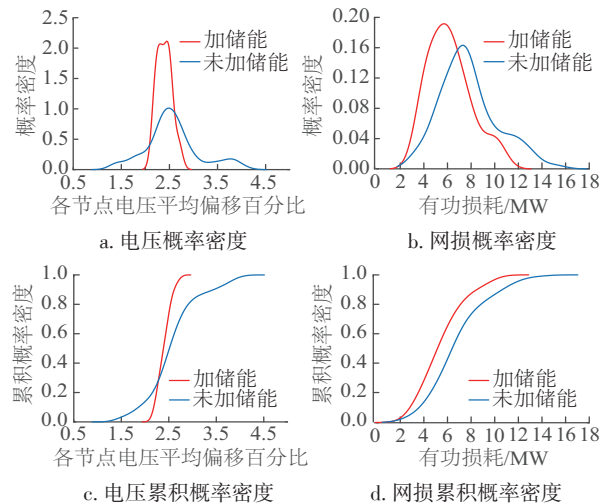 2.5
2.0
1.5
1.0
0.5
0.0
概率密度
加储能
未加储能
0.5 1.5 2.5 3.5 4.5
各节点电压平均偏移百分比
a. 电压概率密度
0.20
0.16
0.12
0.08
0.04
0.00
概率密度
加储能
未加储能
0 2 4 6 8 10 12 14 16 18
有功损耗/MW
b. 网损概率密度
1.0
0.8
0.6
0.4
0.2
0.0
累积概率密度
加储能
未加储能
0.5 1.5 2.5 3.5 4.5
各节点电压平均偏移百分比
c. 电压累积概率密度
1.0
0.8
0.6
0.4
0.2
0.0
累积概率密度
加储能
未加储能
0 2 4 6 8 10 12 14 16 18
有功损耗/MW
d. 网损累积概率密度